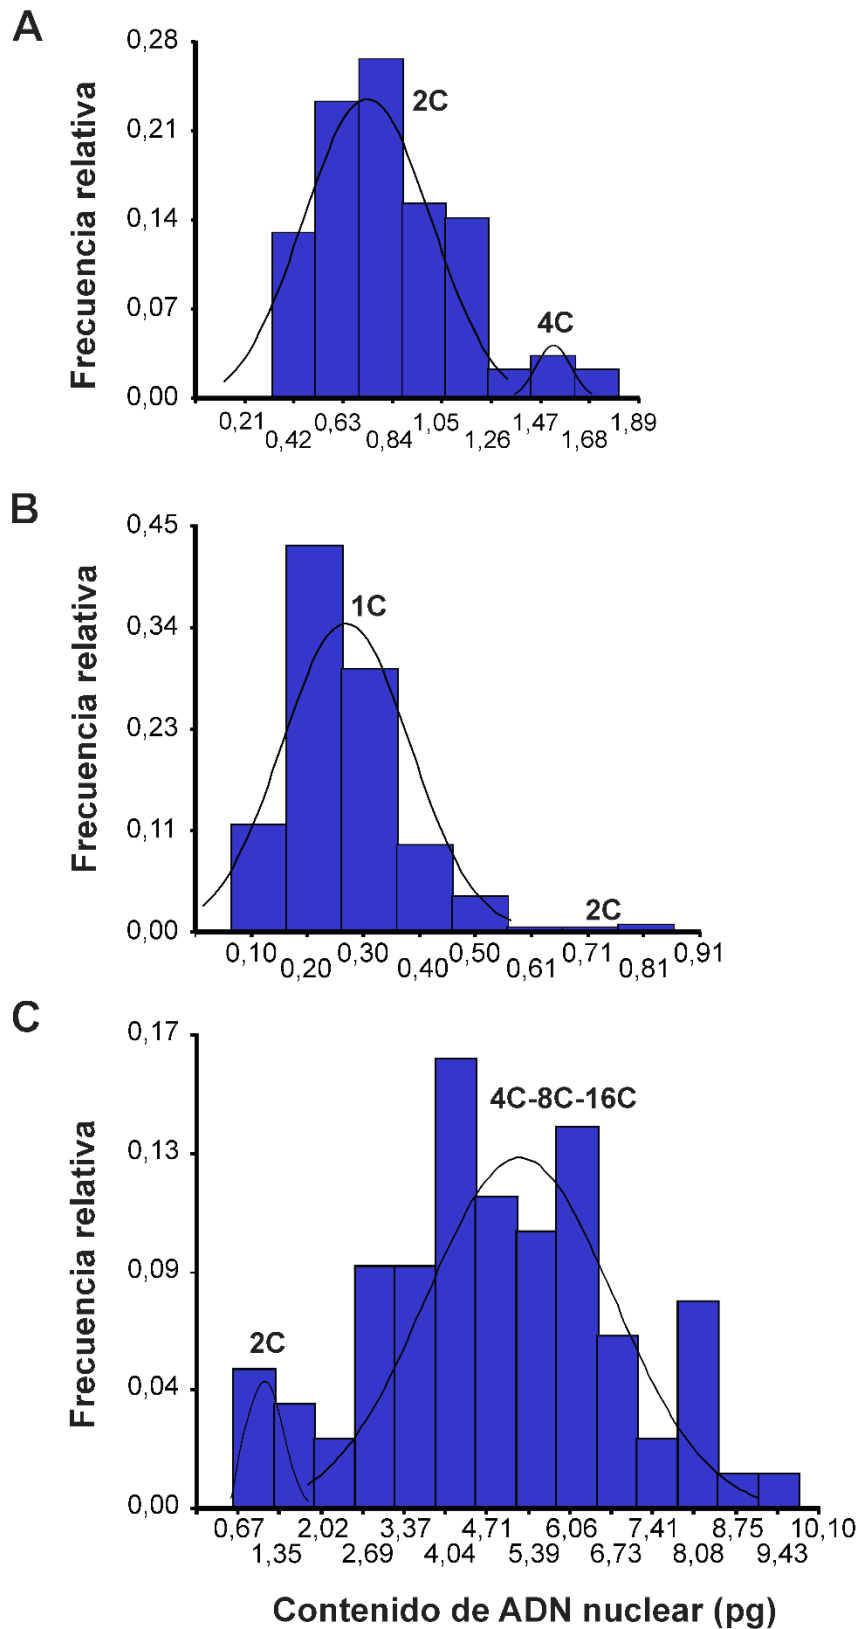 A
Frecuencia relativa
0,28
0,21
0,14
0,07
0,00
2C
4C
0,21 0,63 1,05 1,47 1,89
0,42 0,84 1,26 1,68
B
Frecuencia relativa
0,45
0,34
0,23
0,11
0,00
1C
2C
0,10 0,30 0,50 0,71 0,91
0,20 0,40 0,61 0,81
C
Frecuencia relativa
0,17
0,13
0,09
0,04
0,00
4C-8C-16C
2C
0,67 2,02 3,37 4,71 6,06 7,41 8,75 10,10
1,35 2,69 4,04 5,39 6,73 8,08 9,43
Contenido de ADN nuclear (pg)